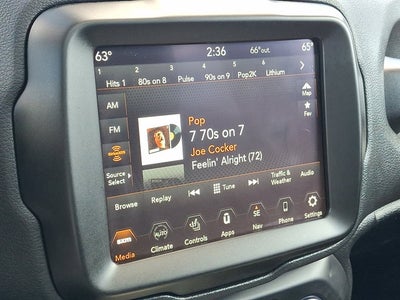 63° 2:36 66°out. 65°
1 2 3 4 5 6
Hits 1 80s on 8 Pulse 90s on 9 Pop2K Lithium
AM
FM
Source
Select
Pop
7 70s on 7
Joe Cocker
Feelin' Alright (72)
Map
Fav
Browse Replay Tune Traffic & Weather Audio
Media Climate Controls Apps Nav Phone Settings
AUTO
SE